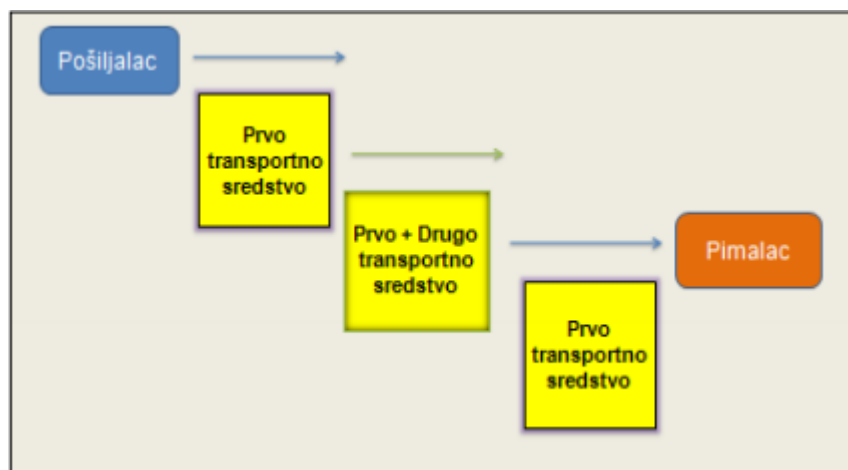 Pošiljalac
Prvo
transportno
sredstvo
Prvo + Drugo
transportno
sredstvo
Pimalac
Prvo
transportno
sredstvo